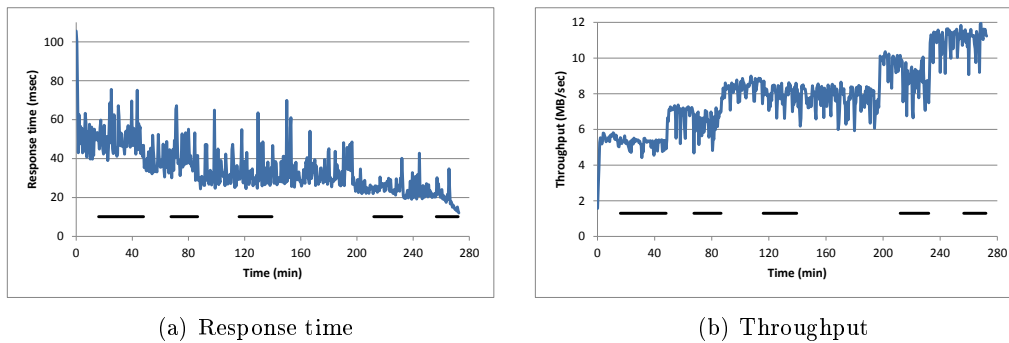 100
80
60
40
20
0
Response time (msec)
0 40 80 120 160 200 240 280
Time (min)
(a) Response time
12
10
8
6
4
2
0
Throughput (MB/sec)
0 40 80 120 160 200 240 280
Time (min)
(b) Throughput